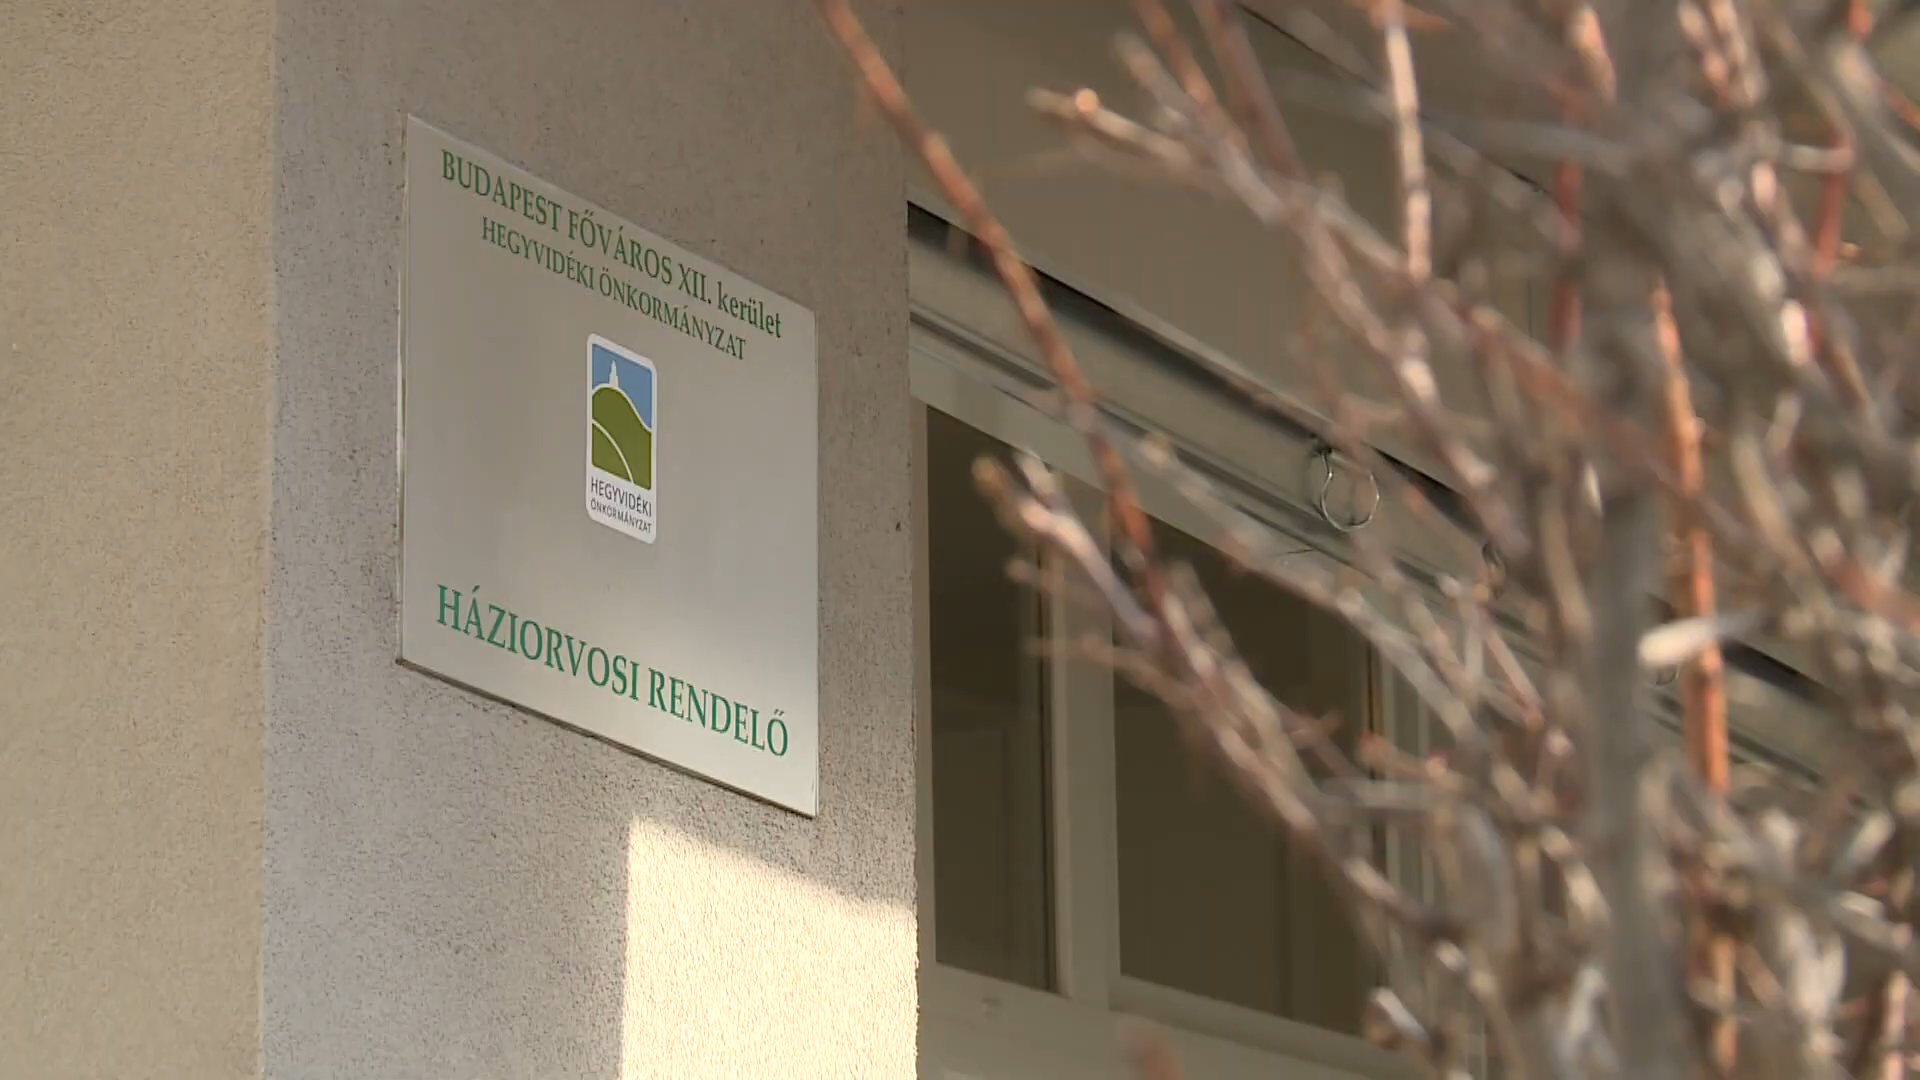 BUDAPEST FŐVÁROS XII. kerület
HEGYVIDÉKI ÖNKORMÁNYZAT
HEGYVIDÉKI
ÖNKORMÁNYZAT
HÁZIORVOSI RENDELŐ